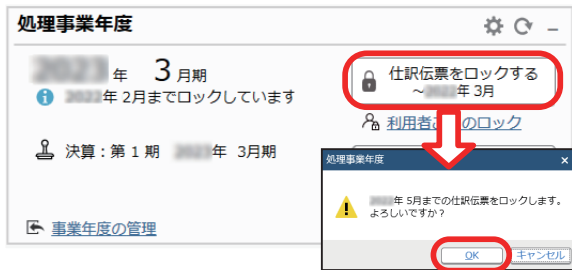 処理事業年度
年 3月期
年 2月までロックしています
仕訳伝票をロックする
～ 年 3月
利用者 のロック
決算：第 1 期 年 3月期
事業年度の管理
処理事業年度
年 5月までの仕訳伝票をロックします。
よろしいですか？
OK キャンセル